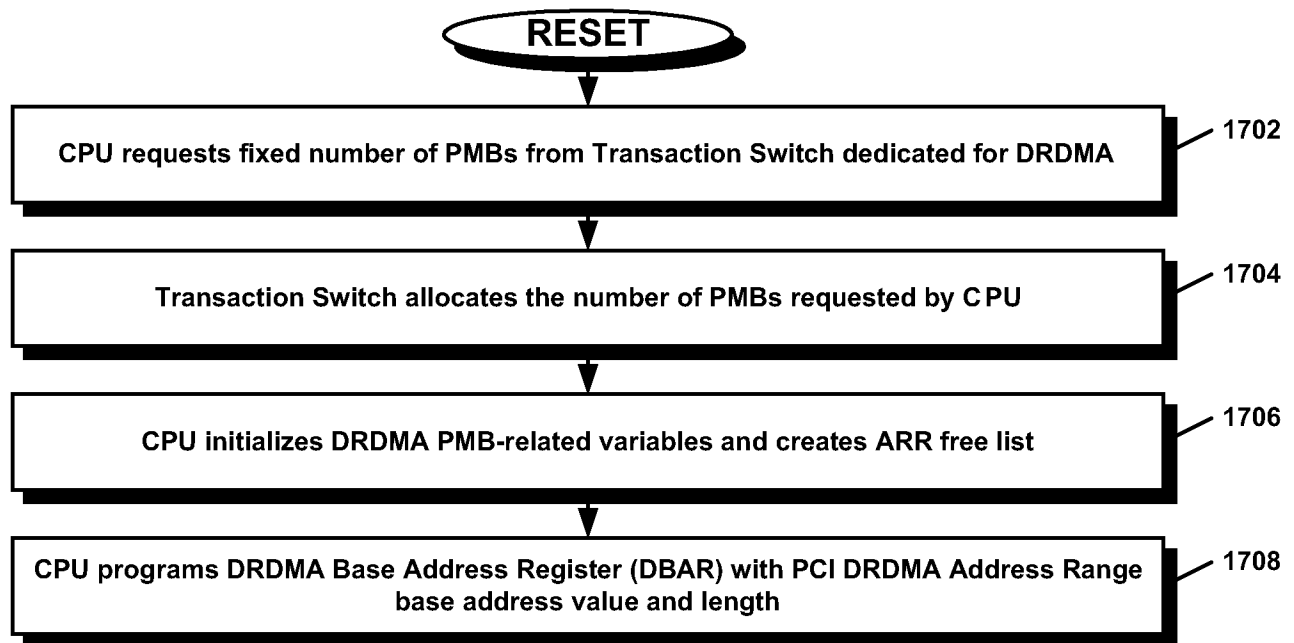 RESET
CPU requests fixed number of PMBs from Transaction Switch dedicated for DRDMA
1702
Transaction Switch allocates the number of PMBs requested by CPU
1704
CPU initializes DRDMA PMB-related variables and creates ARR free list
1706
CPU programs DRDMA Base Address Register (DBAR) with PCI DRDMA Address Range
base address value and length
1708